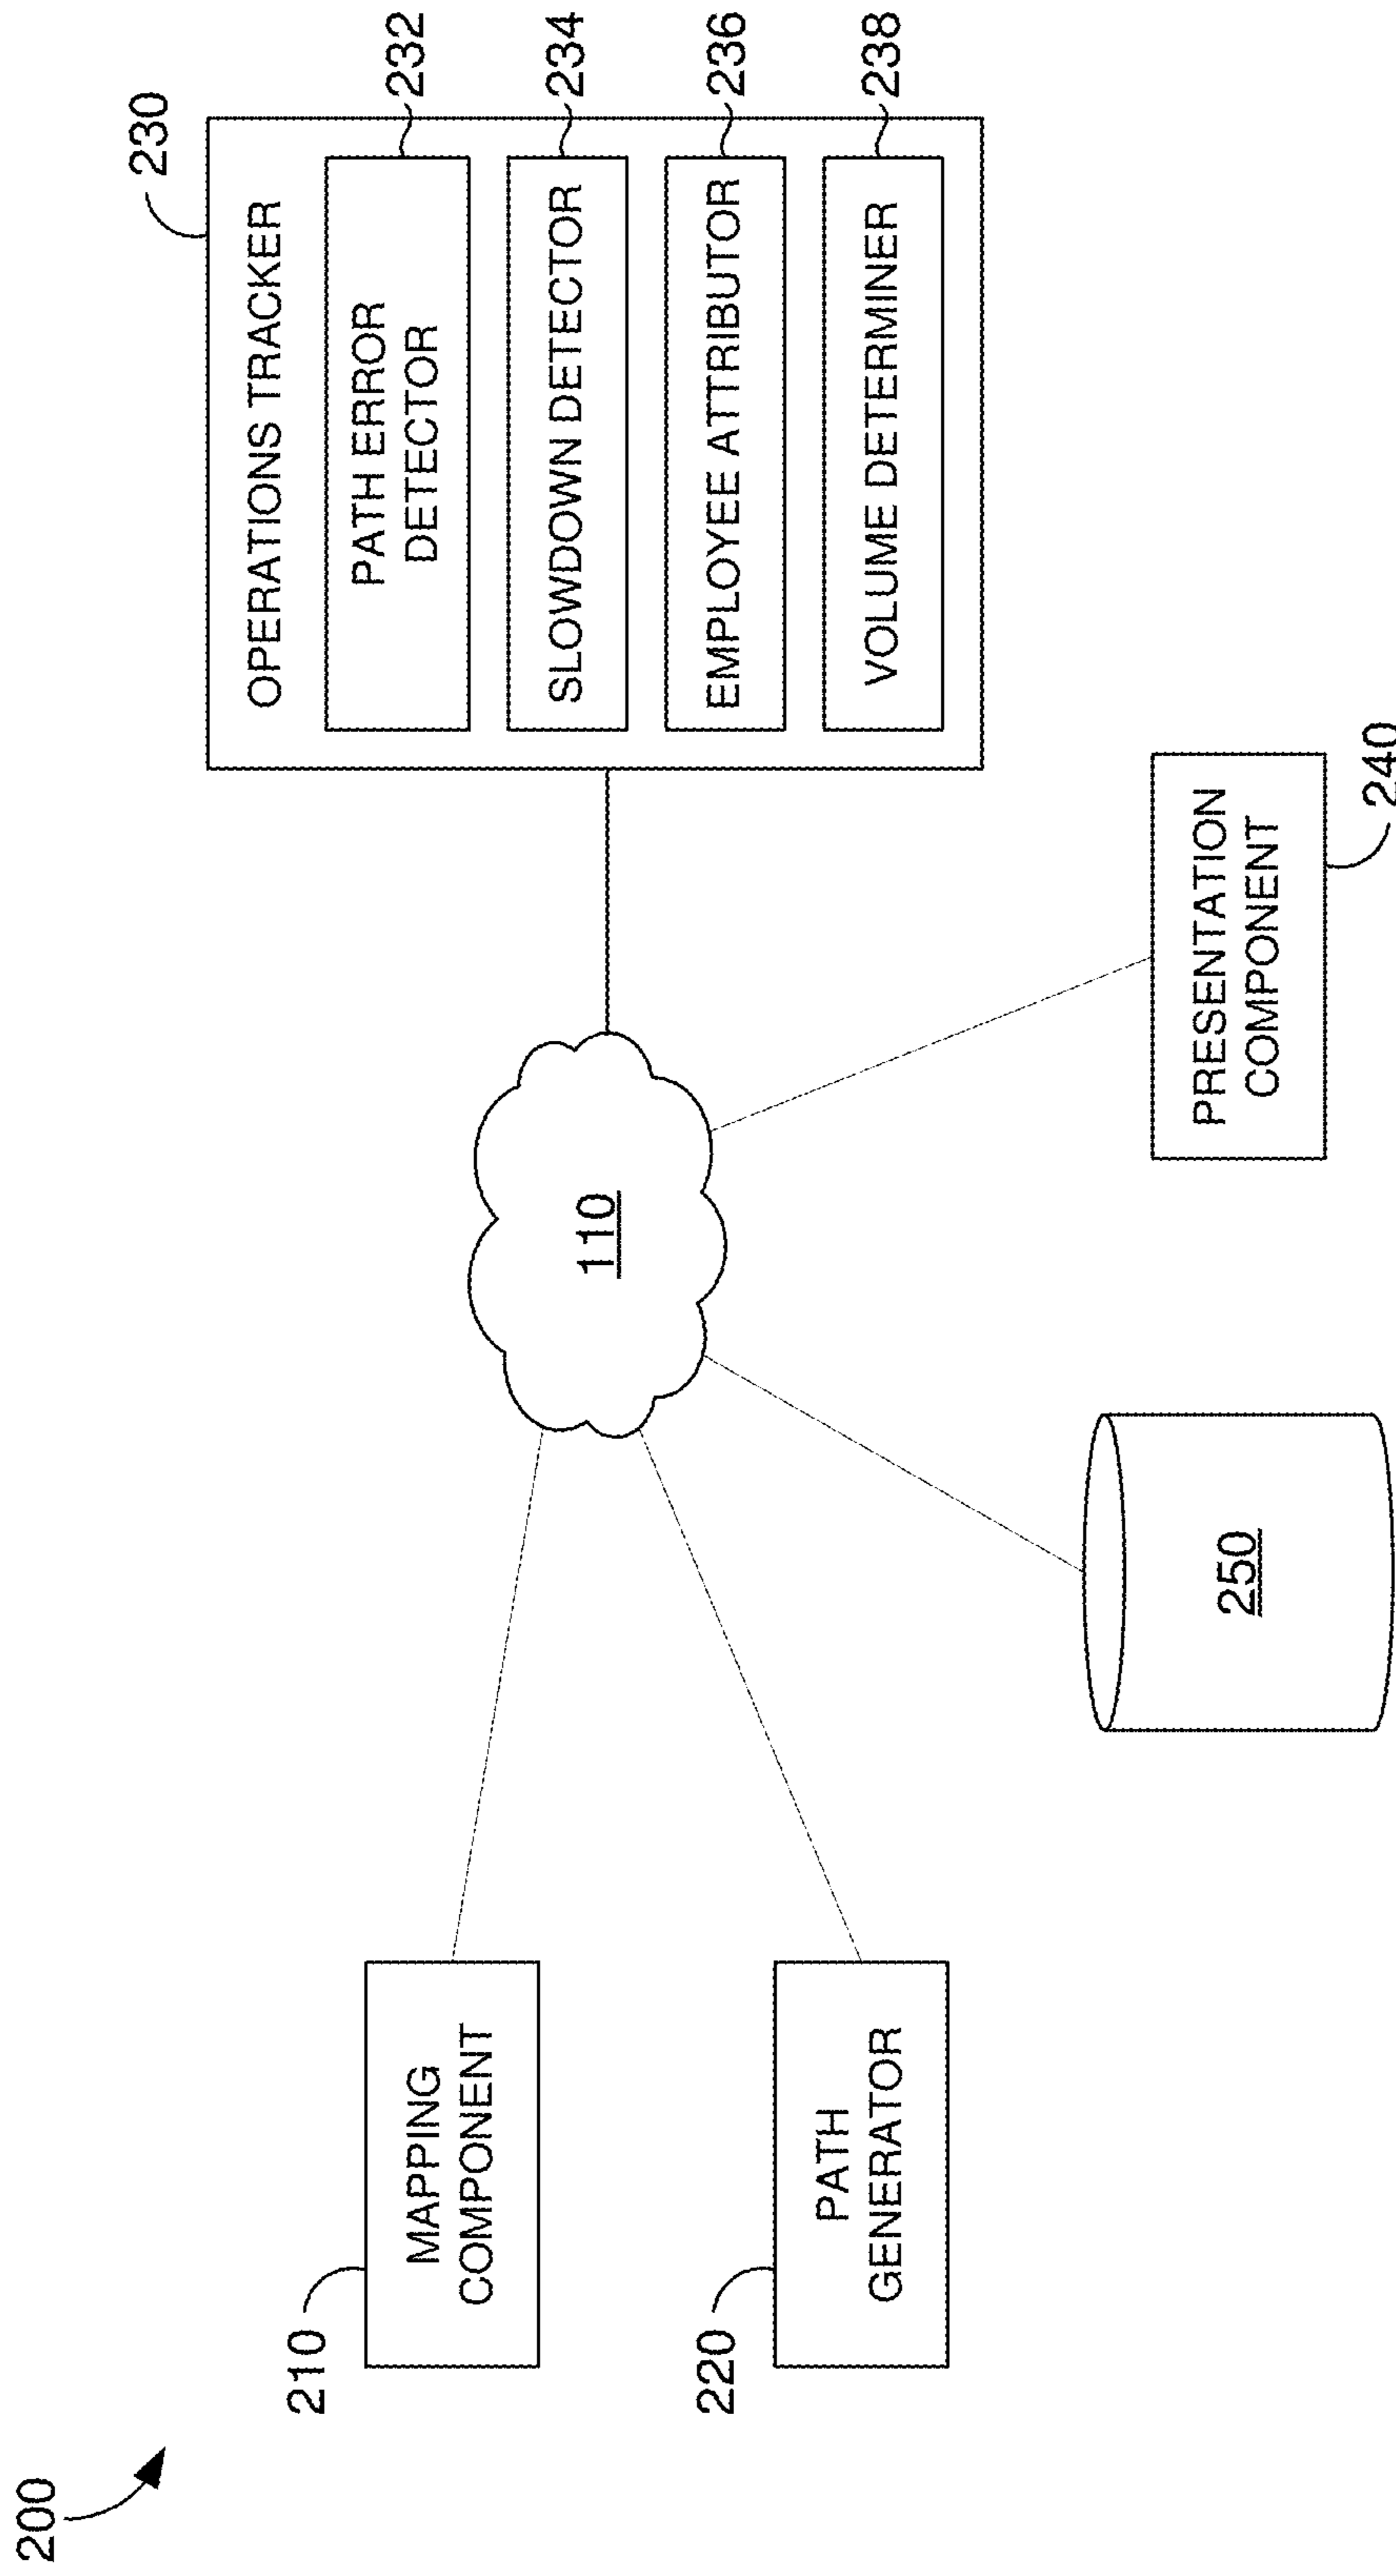 200
210
MAPPING
COMPONENT
220
PATH
GENERATOR
110
250
230
OPERATIONS TRACKER
PATH ERROR
DETECTOR
232
SLOWDOWN DETECTOR
234
EMPLOYEE ATTRIBUTOR
236
VOLUME DETERMINER
238
PRESENTATION
COMPONENT
240